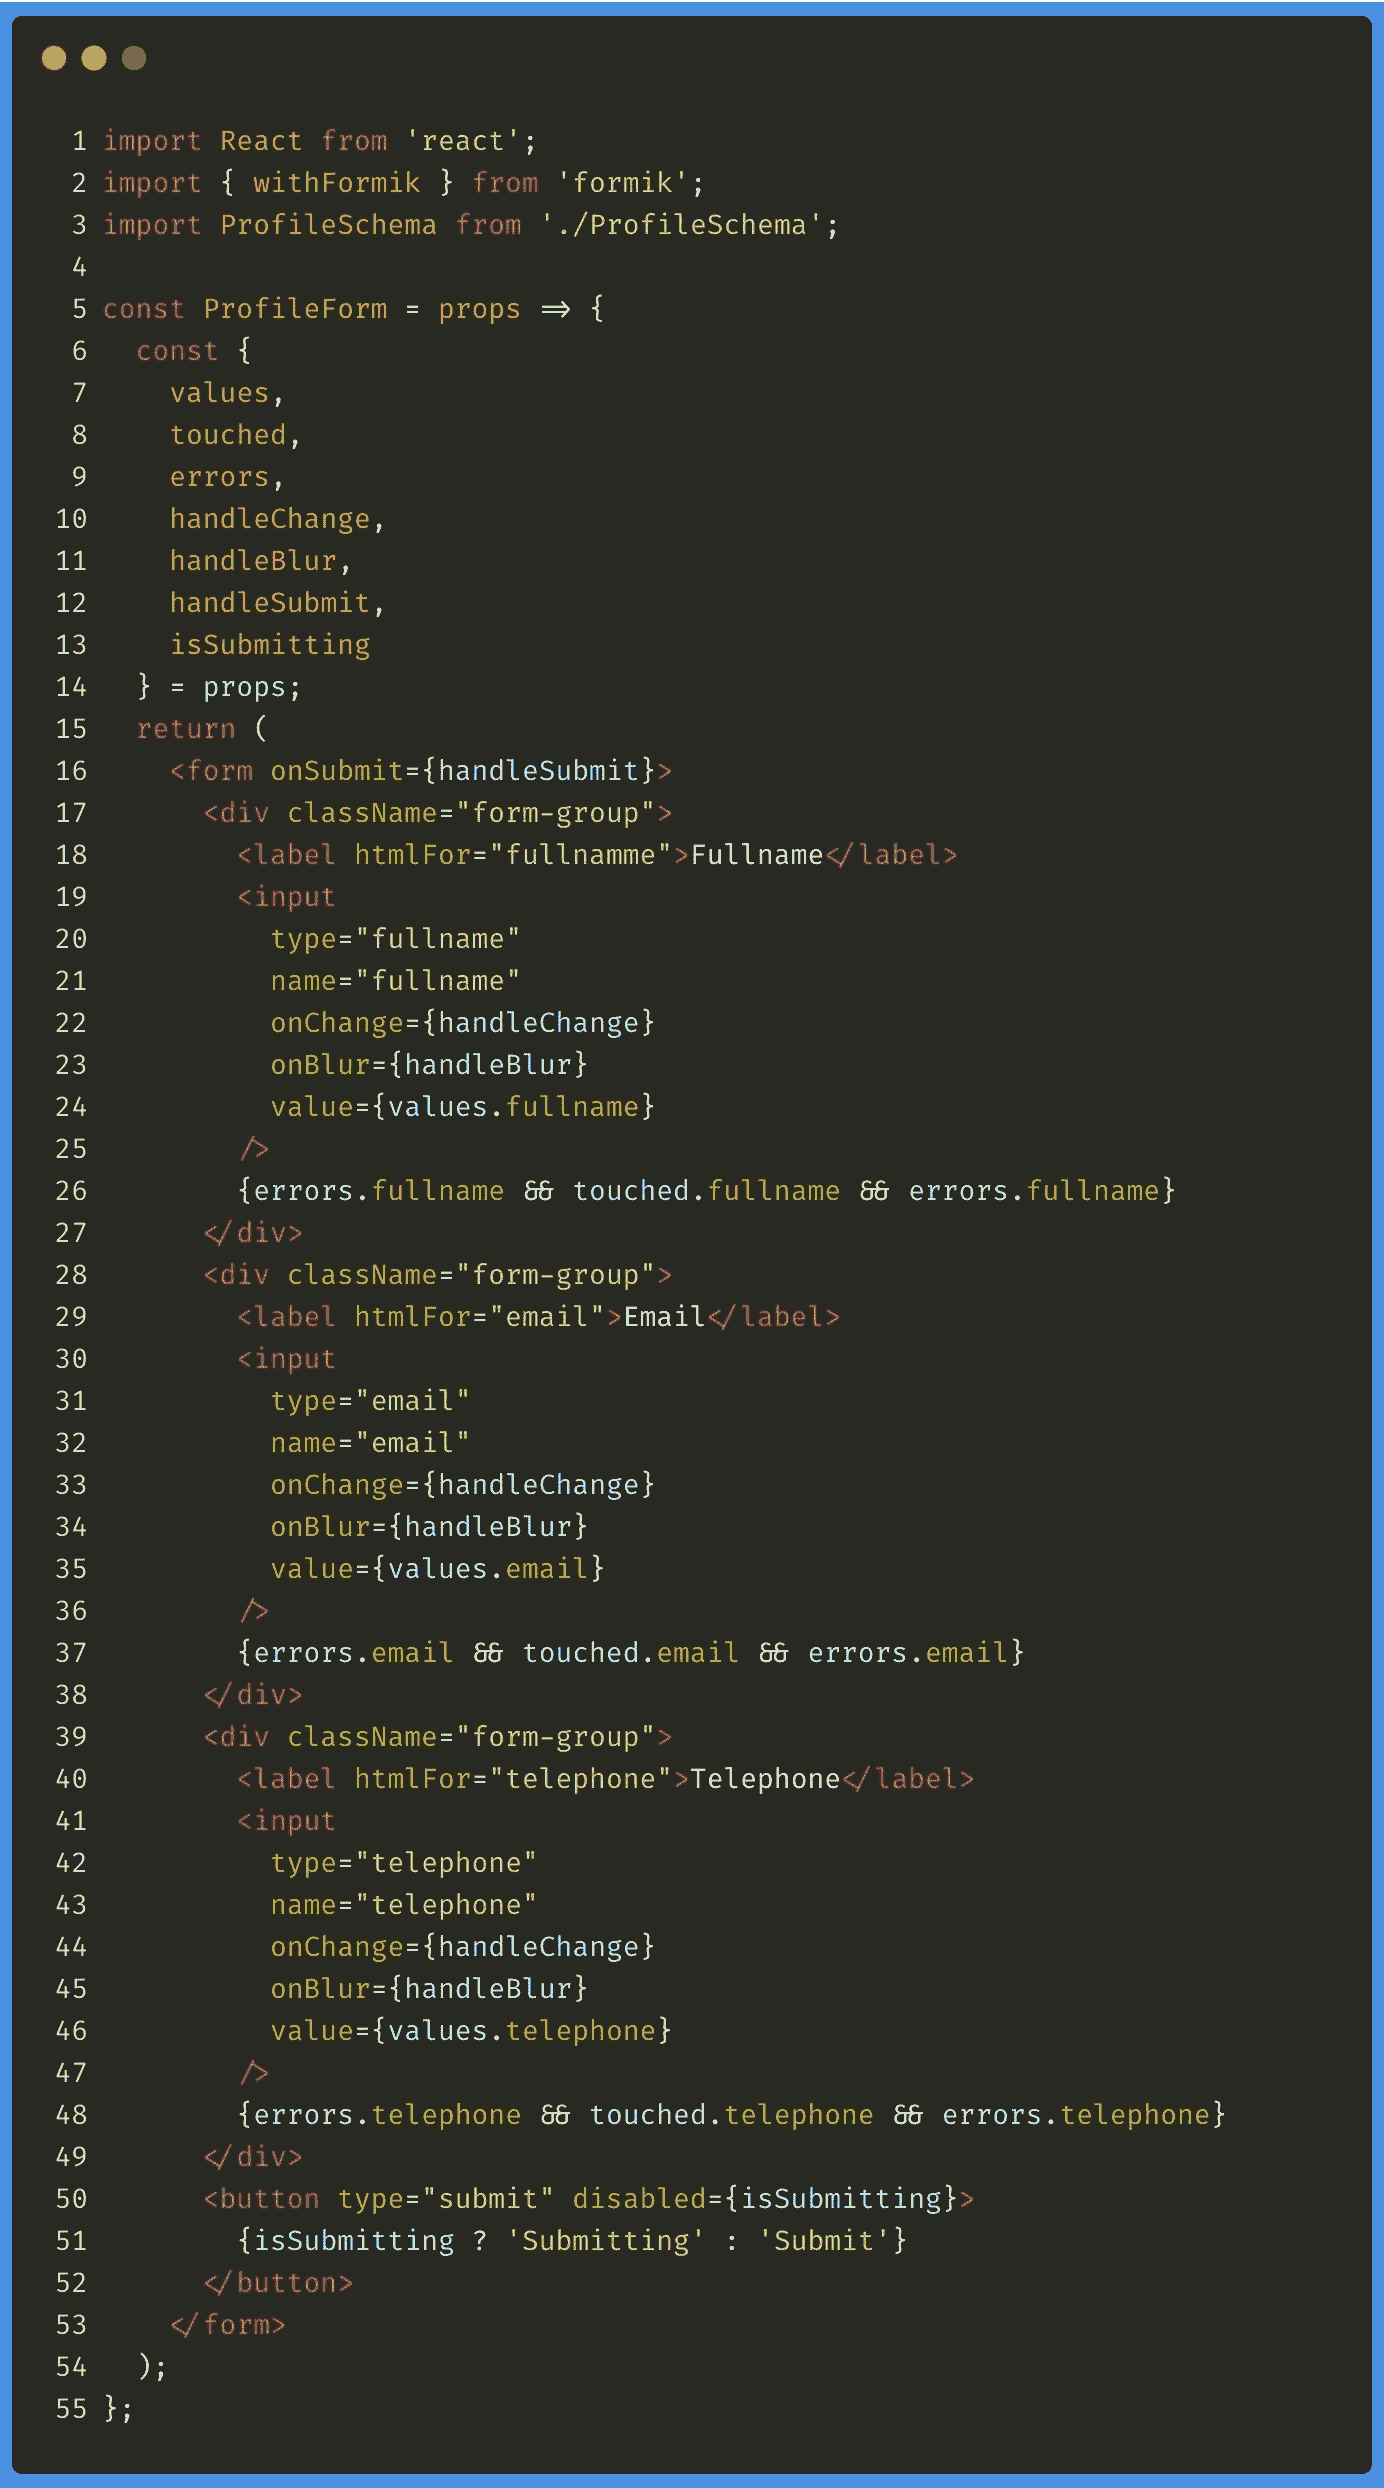 1 import React from 'react';
2 import { withFormik } from 'formik';
3 import ProfileSchema from './ProfileSchema';
4
5 const ProfileForm = props => {
6   const {
7     values,
8     touched,
9     errors,
10     handleChange,
11     handleBlur,
12     handleSubmit,
13     isSubmitting
14   } = props;
15   return (
16     <form onSubmit={handleSubmit}>
17       <div className="form-group">
18         <label htmlFor="fullnamme">Fullname</label>
19         <input
20           type="fullname"
21           name="fullname"
22           onChange={handleChange}
23           onBlur={handleBlur}
24           value={values.fullname}
25         />
26         {errors.fullname && touched.fullname && errors.fullname}
27       </div>
28       <div className="form-group">
29         <label htmlFor="email">Email</label>
30         <input
31           type="email"
32           name="email"
33           onChange={handleChange}
34           onBlur={handleBlur}
35           value={values.email}
36         />
37         {errors.email && touched.email && errors.email}
38       </div>
39       <div className="form-group">
40         <label htmlFor="telephone">Telephone</label>
41         <input
42           type="telephone"
43           name="telephone"
44           onChange={handleChange}
45           onBlur={handleBlur}
46           value={values.telephone}
47         />
48         {errors.telephone && touched.telephone && errors.telephone}
49       </div>
50       <button type="submit" disabled={isSubmitting}>
51         {isSubmitting ? 'Submitting' : 'Submit'}
52       </button>
53     </form>
54   );
55 };